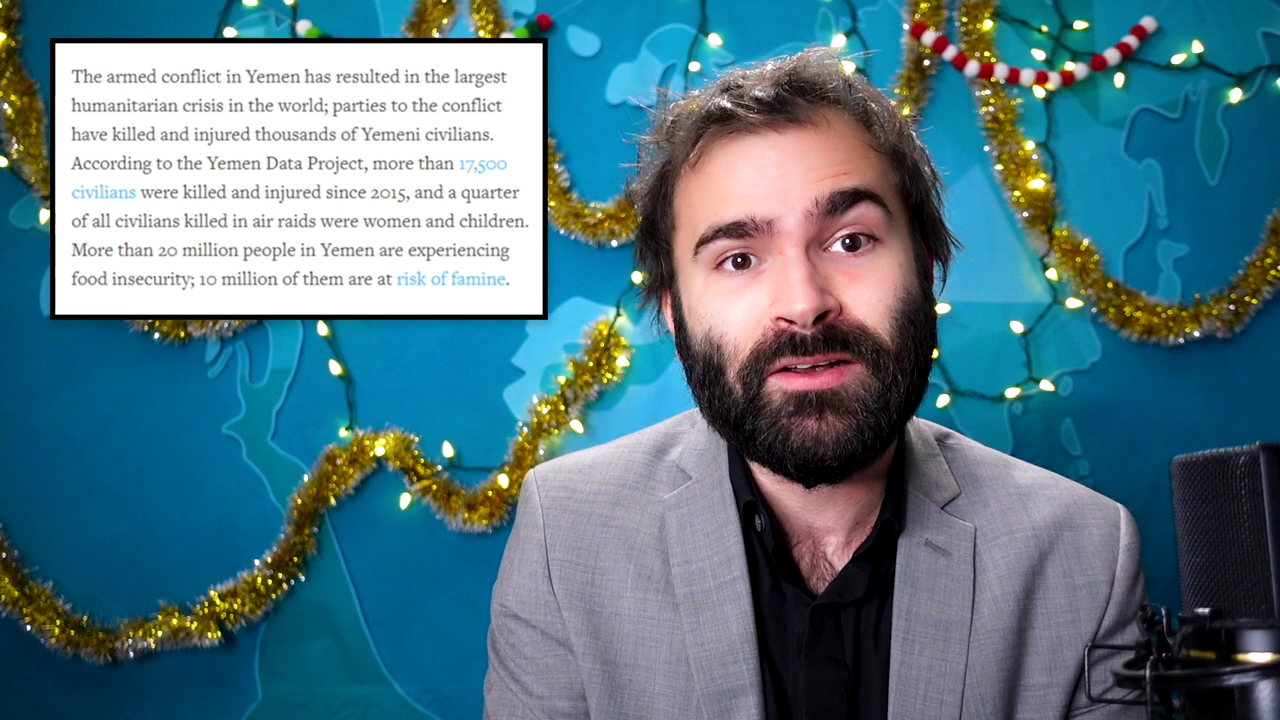 The armed conflict in Yemen has resulted in the largest
humanitarian crisis in the world; parties to the conflict
have killed and injured thousands of Yemeni civilians.
According to the Yemen Data Project, more than 17,500
civilians were killed and injured since 2015, and a quarter
of all civilians killed in air raids were women and children.
More than 20 million people in Yemen are experiencing
food insecurity; 10 million of them are at risk of famine.